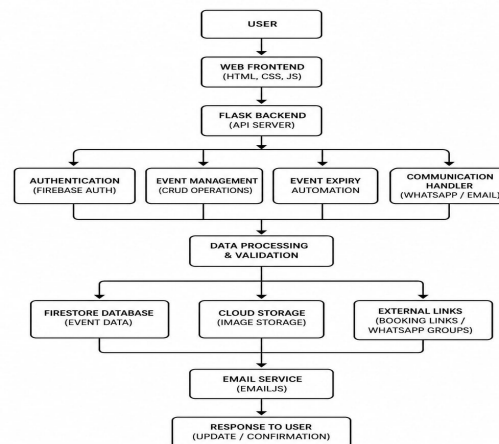 USER
WEB FRONTEND
(HTML, CSS, JS)
FLASK BACKEND
(API SERVER)
AUTHENTICATION
(FIREBASE AUTH)
EVENT MANAGEMENT
(CRUD OPERATIONS)
EVENT EXPIRY
AUTOMATION
COMMUNICATION
HANDLER
(WHATSAPP / EMAIL)
DATA PROCESSING
& VALIDATION
FIRESTORE DATABASE
(EVENT DATA)
CLOUD STORAGE
(IMAGE STORAGE)
EXTERNAL LINKS
(BOOKING LINKS /
WHATSAPP GROUPS)
EMAIL SERVICE
(EMAILJS)
RESPONSE TO USER
(UPDATE / CONFIRMATION)